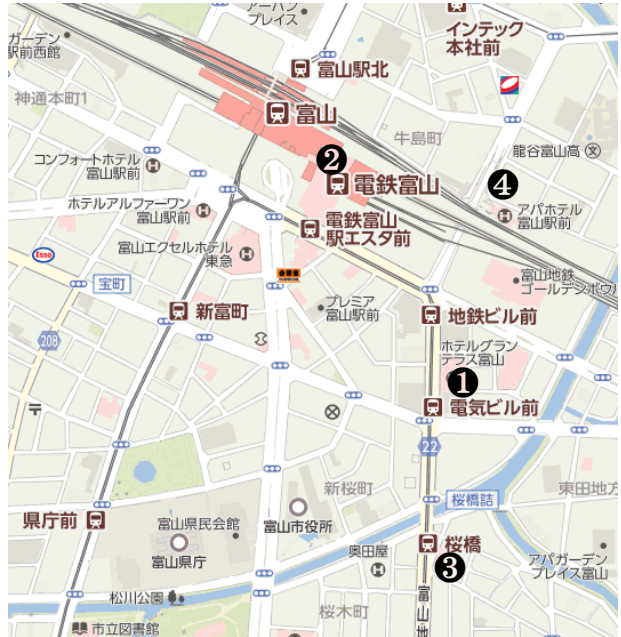 アーバン
プレイス
インテック
本社前
ガーデン
駅前西館
富山駅北
神通本町1
富山
牛島町
龍谷富山高
コンフォートホテル
富山駅前
❷
電鉄富山
❹
ホテルアルファーワン
富山駅前
アパホテル
富山駅前
電鉄富山
駅エスタ前
富山エクセルホテル
東急
Esso
吉野家
宝町
富山地鉄
ゴールデンボウル
新富町
プレミア
富山駅前
地鉄ビル前
208
ホテルグラン
テラス富山
❶
電気ビル前
22
新桜町
桜橋詰
東田地方
県庁前
富山県民会館
富山市役所
富山県庁
奥田屋
桜橋
❸
アパガーデン
プレイス富山
松川公園
桜木町
市立図書館